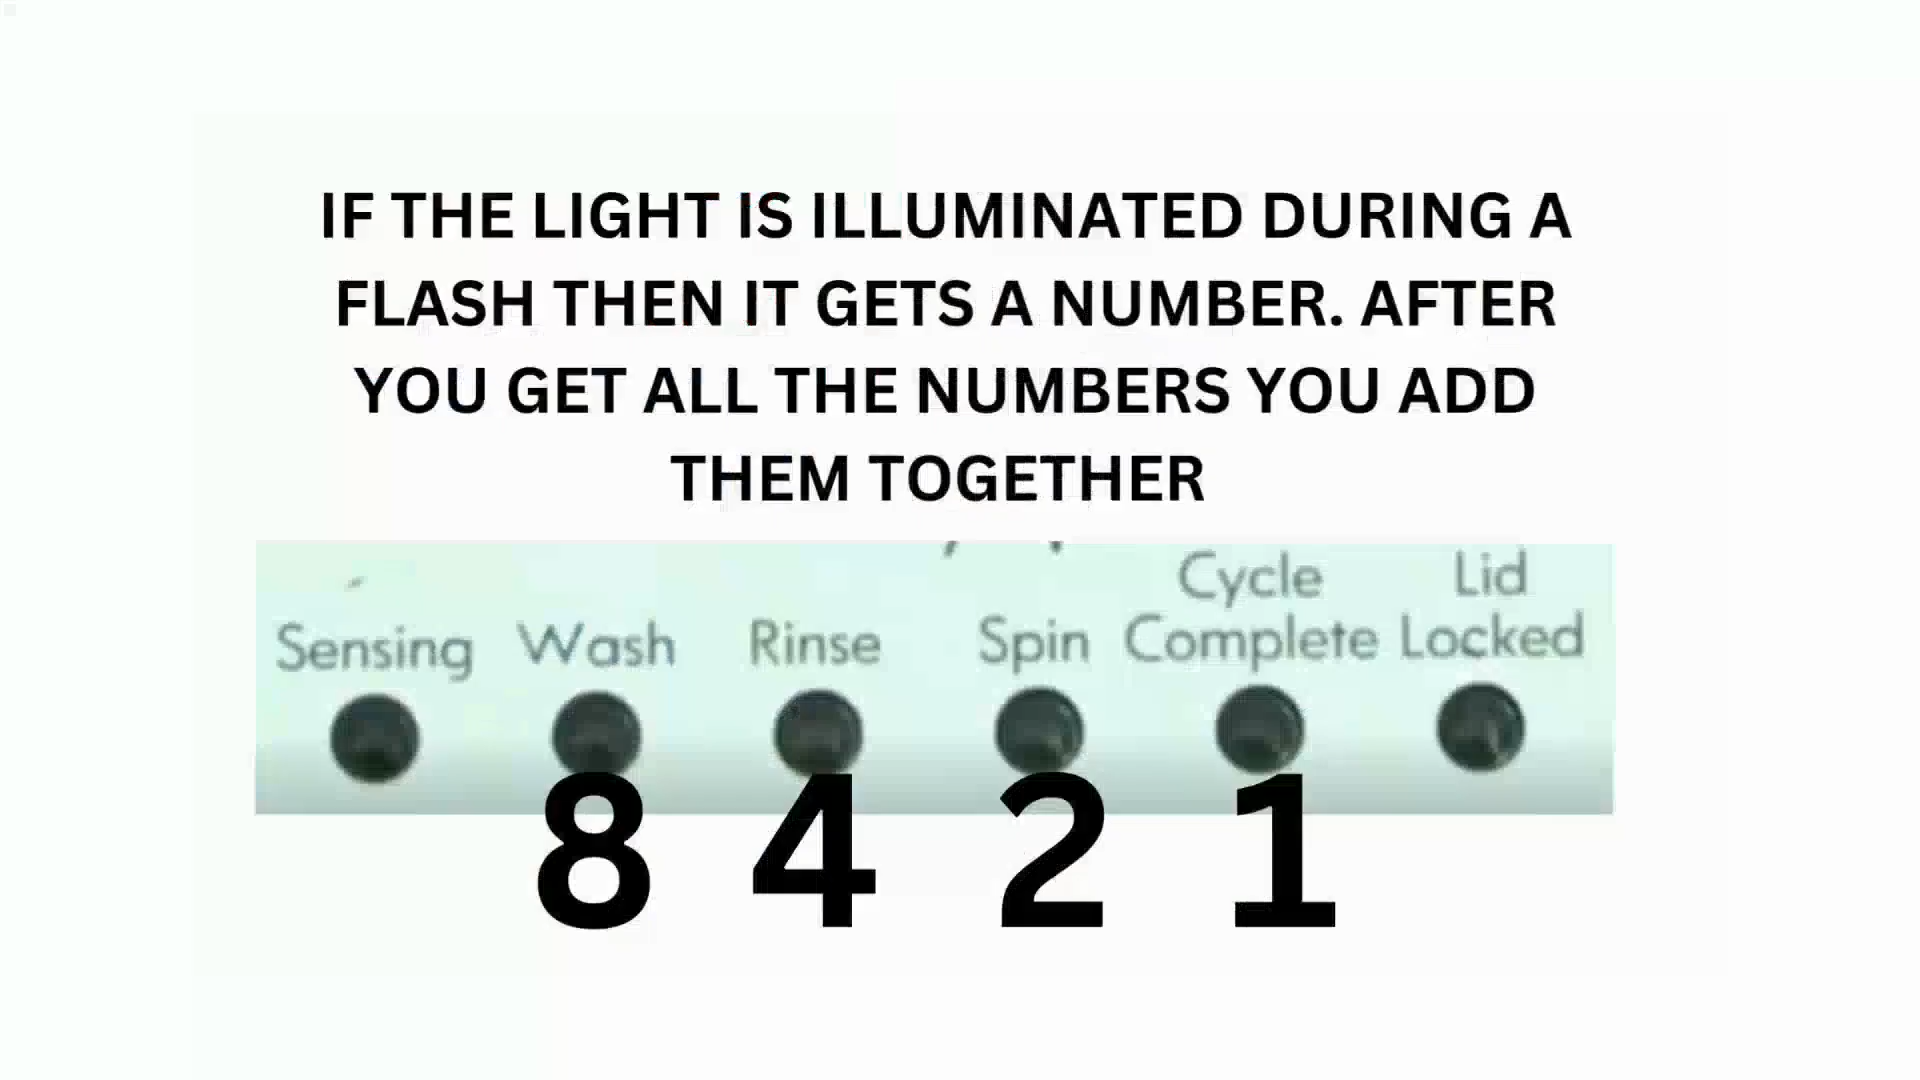 IF THE LIGHT IS ILLUMINATED DURING A
FLASH THEN IT GETS A NUMBER. AFTER
YOU GET ALL THE NUMBERS YOU ADD
THEM TOGETHER
Cycle Lid
Sensing Wash Rinse Spin Complete Locked
8 4 2 1